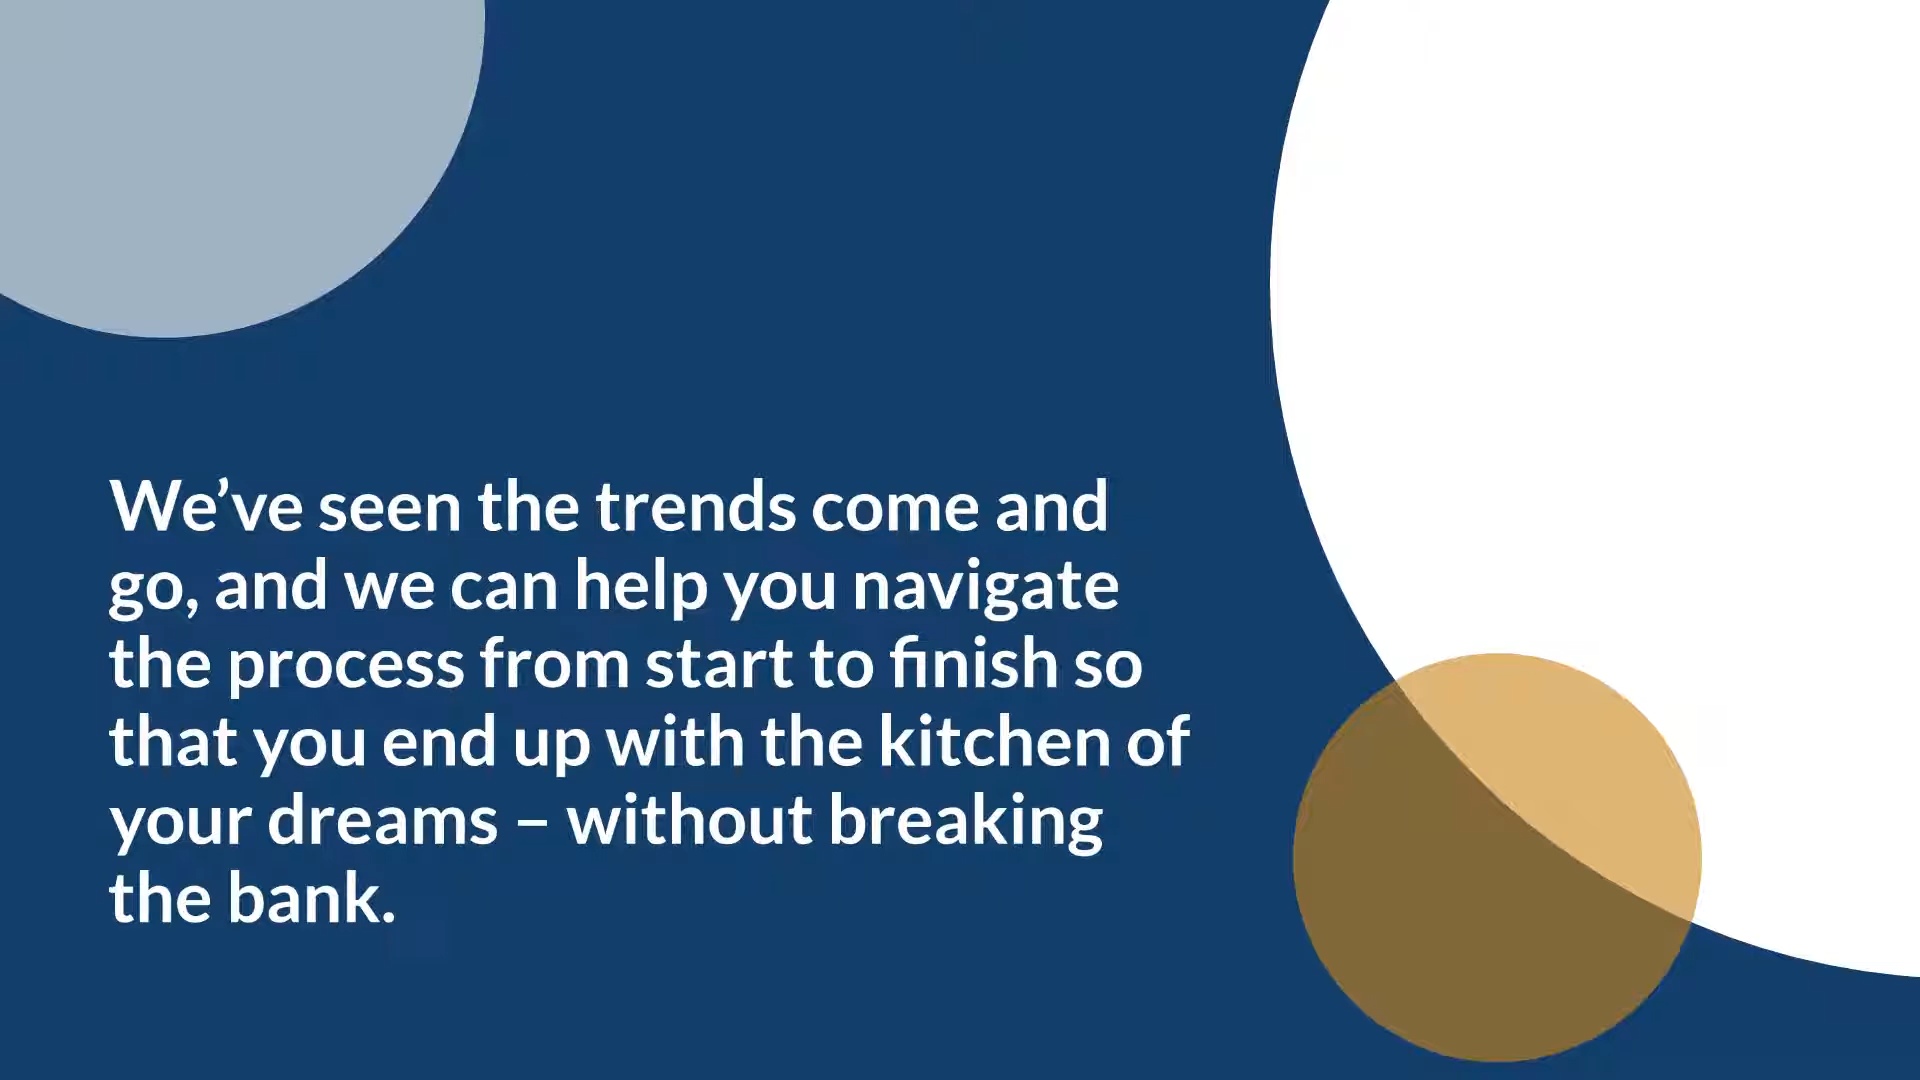 We’ve seen the trends come and
go, and we can help you navigate
the process from start to finish so
that you end up with the kitchen of
your dreams – without breaking
the bank.